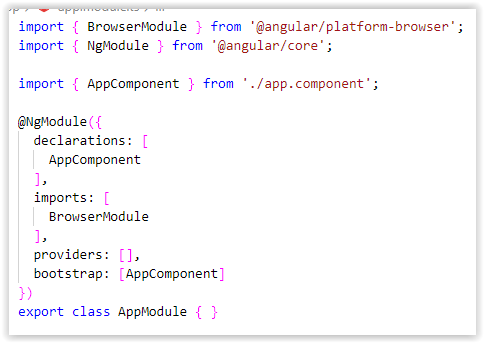 import { BrowserModule } from '@angular/platform-browser';
import { NgModule } from '@angular/core';

import { AppComponent } from './app.component';

@NgModule({
  declarations: [
    AppComponent
  ],
  imports: [
    BrowserModule
  ],
  providers: [],
  bootstrap: [AppComponent]
})
export class AppModule { }